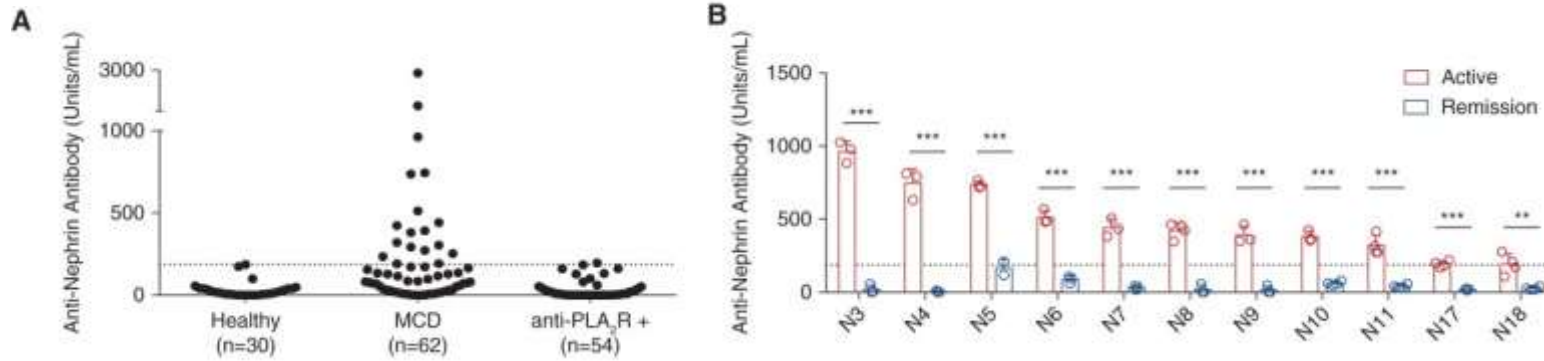 A
Anti-Nephrin Antibody (Units/mL)
3000
1000
500
0
Healthy
(n=30)
MCD
(n=62)
anti-PLA₂R +
(n=54)
B
Anti-Nephrin Antibody (Units/mL)
1500
1000
500
0
Active
Remission
***
***
***
***
***
***
***
***
***
***
**
N3
N4
N5
N6
N7
N8
N9
N10
N11
N17
N18